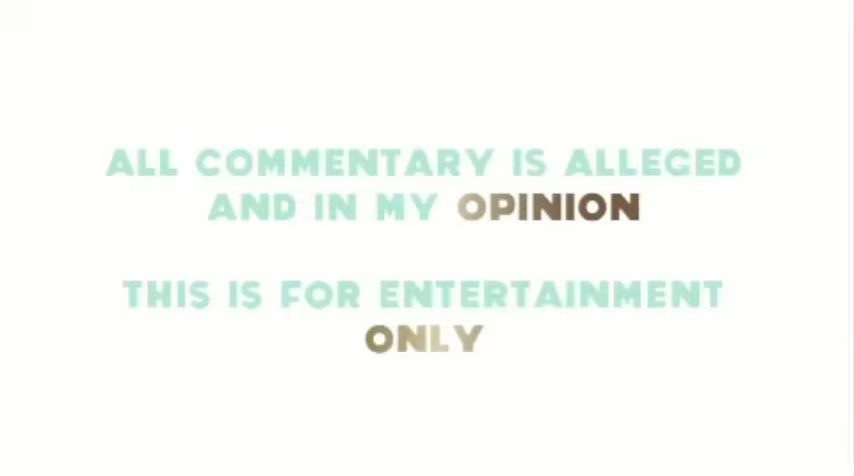 ALL COMMENTARY IS ALLEGED
AND IN MY OPINION
THIS IS FOR ENTERTAINMENT
ONLY